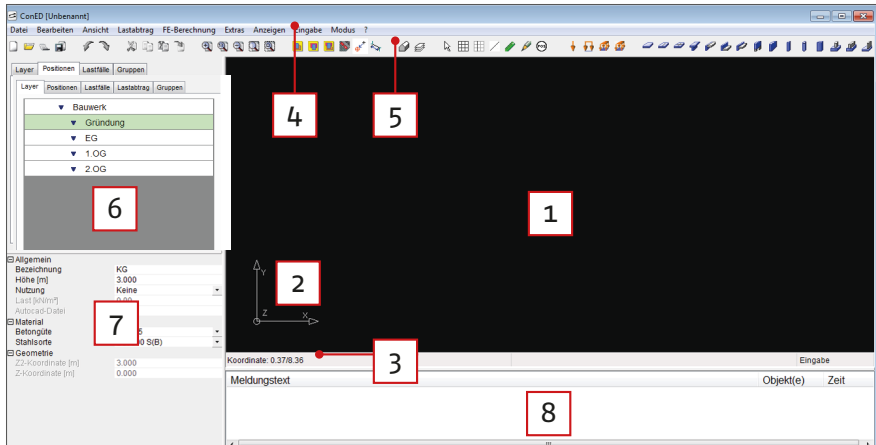 ConED [Unbenannt]
Datei Bearbeiten Ansicht Lastabtrag FE-Berechnung Extras Anzeigen Eingabe Modus ?
Layer Positionen Lastfälle Gruppen
Layer Positionen Lastfälle Lastabtrag Gruppen
Bauwerk
Gründung
EG
1.OG
2.OG
4
5
6
1
2
Y
Z X
Allgemein
Bezeichnung KG
Höhe [m] 3.000
Nutzung Keine
Last [kN/m²] 0.00
Autocad-Datei
Material
Betongüte
Stahlsorte S(B)
Geometrie
Z2-Koordinate [m] 3.000
Z-Koordinate [m] 0.000
7
Koordinate: 0.37/8.36 Eingabe
3
Meldungstext Objekt(e) Zeit
8